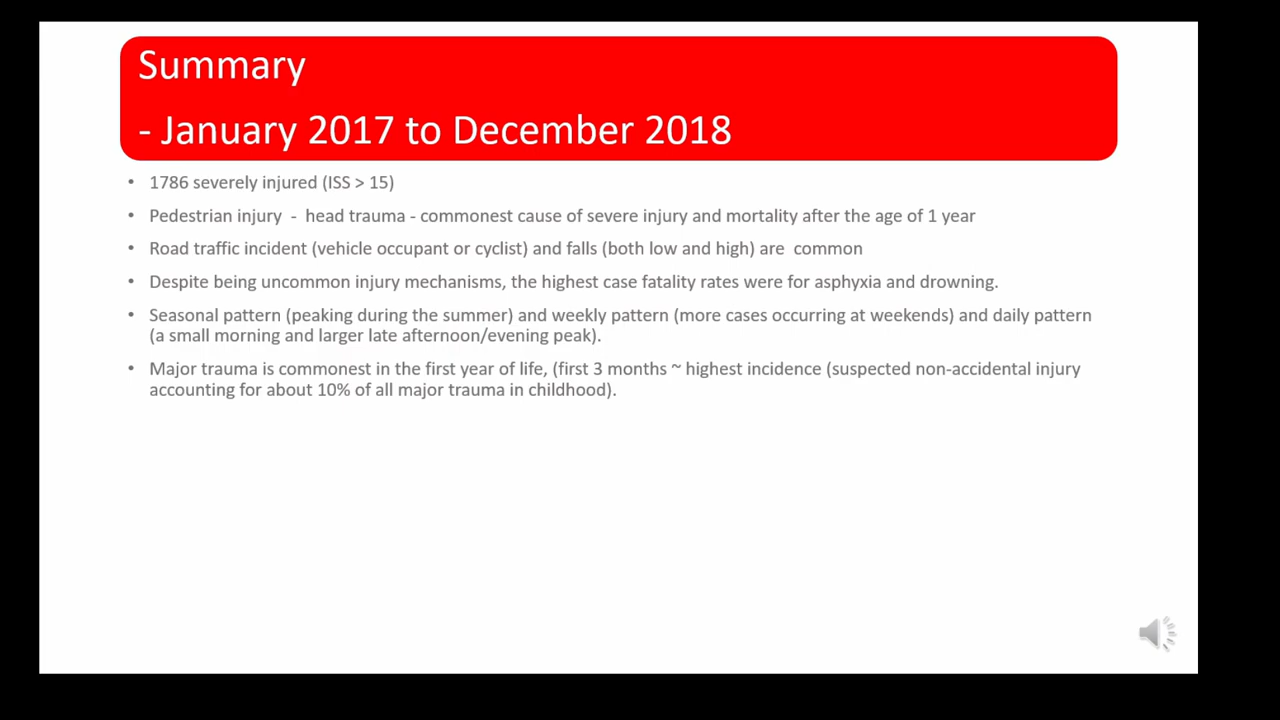 Summary
- January 2017 to December 2018
• 1786 severely injured (ISS > 15)
• Pedestrian injury - head trauma - commonest cause of severe injury and mortality after the age of 1 year
• Road traffic incident (vehicle occupant or cyclist) and falls (both low and high) are common
• Despite being uncommon injury mechanisms, the highest case fatality rates were for asphyxia and drowning.
• Seasonal pattern (peaking during the summer) and weekly pattern (more cases occurring at weekends) and daily pattern
(a small morning and larger late afternoon/evening peak).
• Major trauma is commonest in the first year of life, (first 3 months ~ highest incidence (suspected non-accidental injury
accounting for about 10% of all major trauma in childhood).